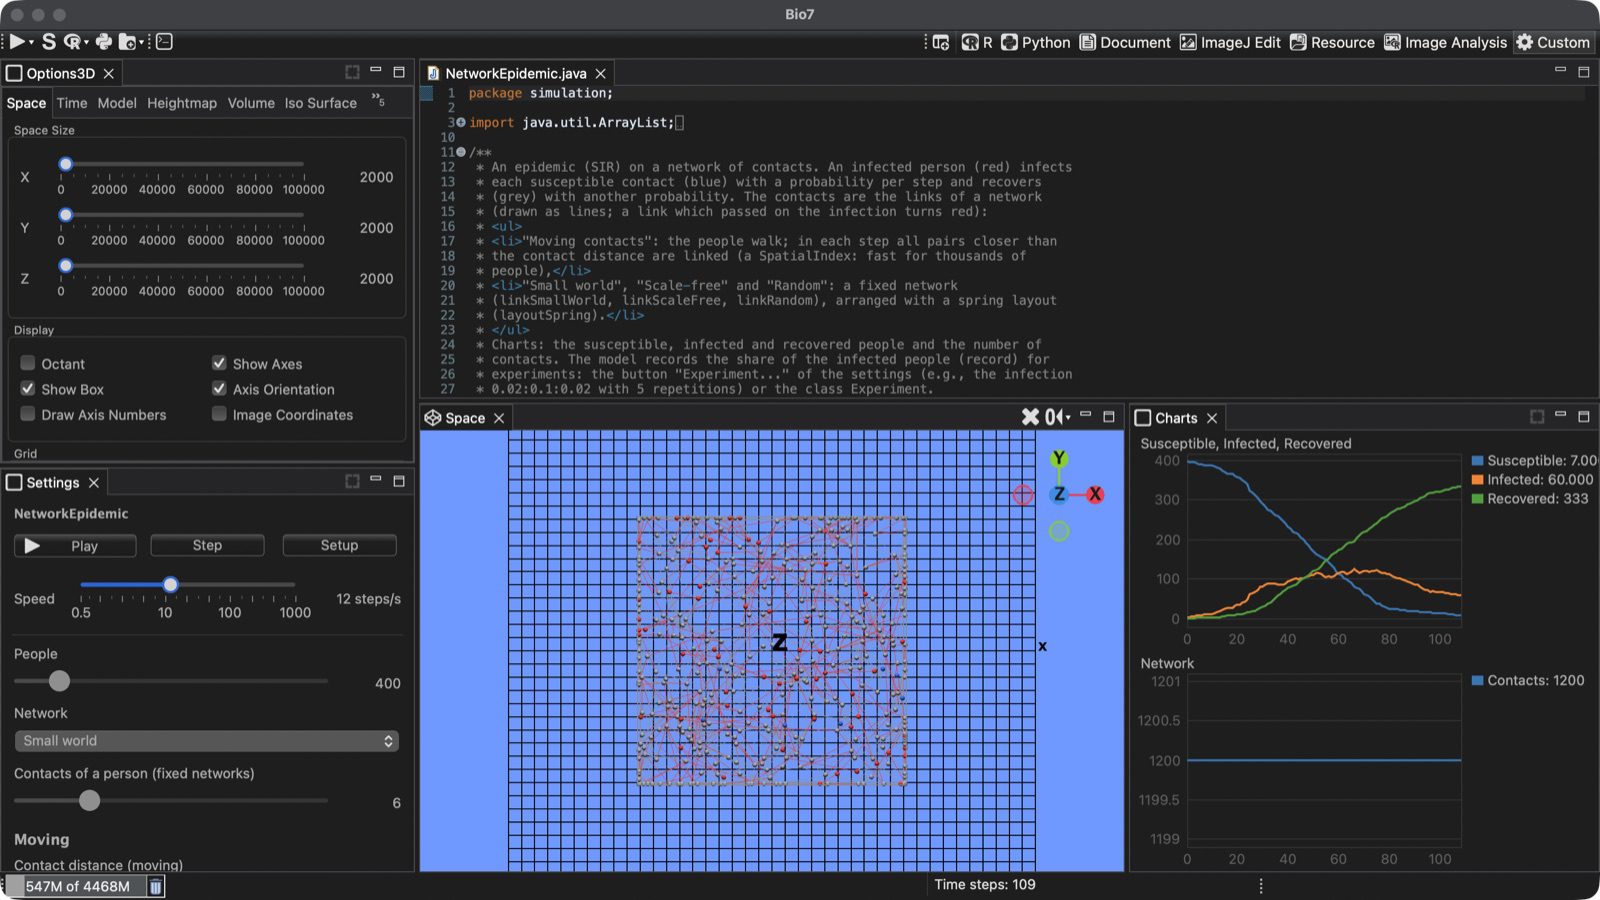 Bio7
R Python Document ImageJ Edit Resource Image Analysis Custom
Options3D
Space Time Model Heightmap Volume Iso Surface 5
Space Size
X 2000
0 20000 40000 60000 80000 100000
Y 2000
0 20000 40000 60000 80000 100000
Z 2000
0 20000 40000 60000 80000 100000
Display
Octant Show Axes
Show Box Axis Orientation
Draw Axis Numbers Image Coordinates
Grid
Settings
NetworkEpidemic
Play Step Setup
Speed 12 steps/s
0.5 10 100 1000
People
400
Network
Small world
Contacts of a person (fixed networks)
6
Moving
Contact distance (moving)
547M of 4468M
NetworkEpidemic.java
1 package simulation;
2
3 import java.util.ArrayList;
10
11 /**
12 * An epidemic (SIR) on a network of contacts. An infected person (red) infects
13 * each susceptible contact (blue) with a probability per step and recovers
14 * (grey) with another probability. The contacts are the links of a network
15 * (drawn as lines; a link which passed on the infection turns red):
16 * <ul>
17 * <li>"Moving contacts": the people walk; in each step all pairs closer than
18 * the contact distance are linked (a SpatialIndex: fast for thousands of
19 * people),</li>
20 * <li>"Small world", "Scale-free" and "Random": a fixed network
21 * (linkSmallWorld, linkScaleFree, linkRandom), arranged with a spring layout
22 * (layoutSpring).</li>
23 * </ul>
24 * Charts: the susceptible, infected and recovered people and the number of
25 * contacts. The model records the share of the infected people (record) for
26 * experiments: the button "Experiment..." of the settings (e.g., the infection
27 * 0.02:0.1:0.02 with 5 repetitions) or the class Experiment.
Space
Y
Z X
Z
x
Time steps: 109
Charts
Susceptible, Infected, Recovered
400
300
200
100
0
0 20 40 60 80 100
Susceptible: 7.00
Infected: 60.000
Recovered: 333
Network
1201
1200.5
1200
1199.5
1199
0 20 40 60 80 100
Contacts: 1200